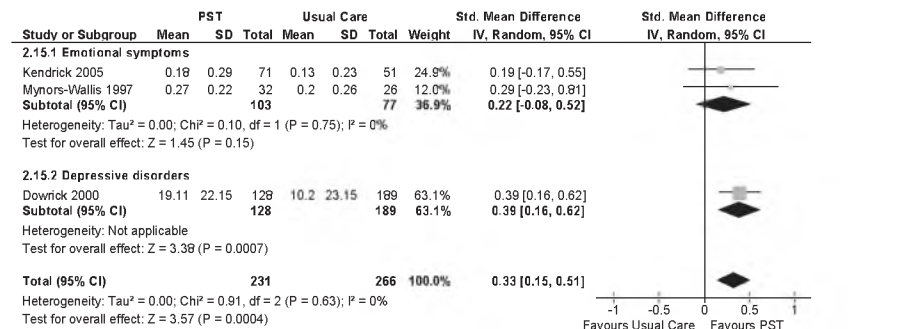 PST Usual Care Std. Mean Difference Std. Mean Difference
Study or Subgroup Mean SD Total Mean SD Total Weight IV, Random, 95% CI IV, Random, 95% CI
2.15.1 Emotional symptoms
Kendrick 2005 0.18 0.29 71 0.13 0.23 51 24.9% 0.19 [-0.17, 0.55]
Mynors-Wallis 1997 0.27 0.22 32 0.2 0.26 26 12.0% 0.29 [-0.23, 0.81]
Subtotal (95% CI) 103 77 36.9% 0.22 [-0.08, 0.52]
Heterogeneity: Tau² = 0.00; Chi² = 0.10, df = 1 (P = 0.75); I² = 0%
Test for overall effect: Z = 1.45 (P = 0.15)
2.15.2 Depressive disorders
Dowrick 2000 19.11 22.15 128 10.2 23.15 189 63.1% 0.39 [0.16, 0.62]
Subtotal (95% CI) 128 189 63.1% 0.39 [0.16, 0.62]
Heterogeneity: Not applicable
Test for overall effect: Z = 3.38 (P = 0.0007)
Total (95% CI) 231 266 100.0% 0.33 [0.15, 0.51]
Heterogeneity: Tau² = 0.00; Chi² = 0.91, df = 2 (P = 0.63); I² = 0%
Test for overall effect: Z = 3.57 (P = 0.0004)
-1 -0.5 0 0.5 1
Favours Usual Care Favours PST